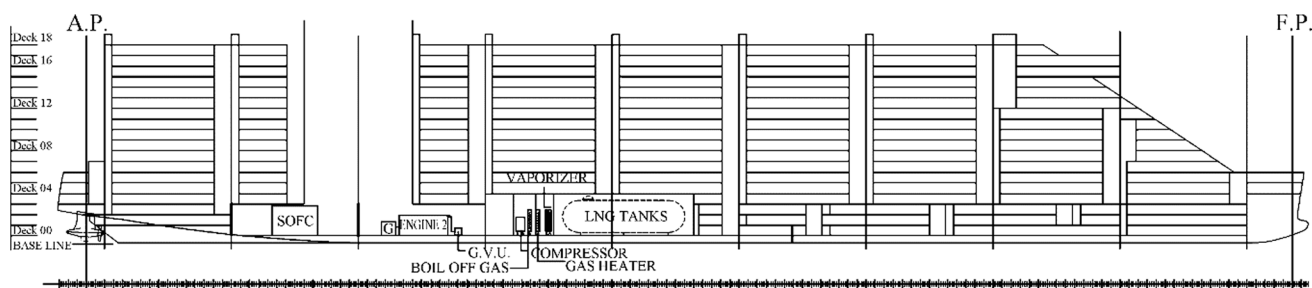 A.P.
F.P.
Deck 18
Deck 16
Deck 12
Deck 08
Deck 04
VAPORIZER
SOFC
G
ENGINE 2
LNG TANKS
Deck 00
BASE LINE
G.V.U.
COMPRESSOR
BOIL OFF GAS
GAS HEATER